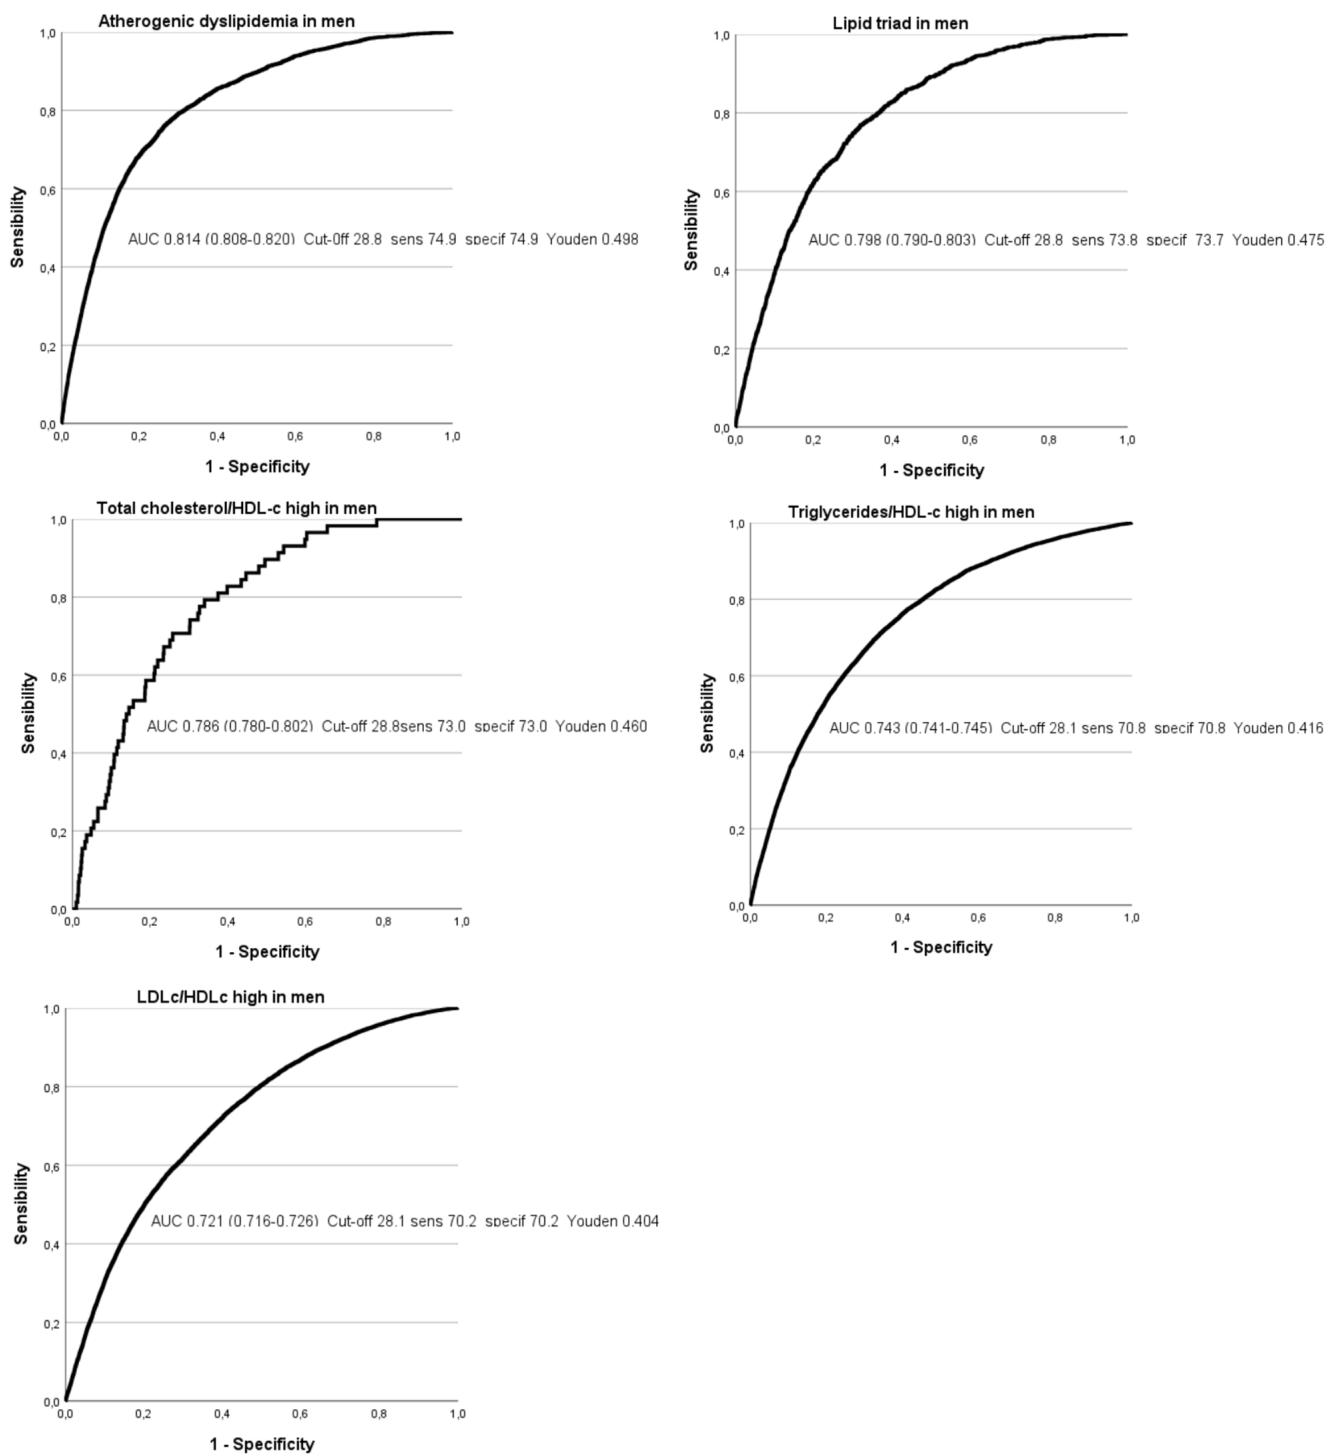 Atherogenic dyslipidemia in men
1,0
0,8
0,6
0,4
0,2
0,0
Sensibility
AUC 0.814 (0.808-0.820) Cut-0ff 28.8 sens 74.9 specif 74.9 Youden 0.498
0,0 0,2 0,4 0,6 0,8 1,0
1 - Specificity
Lipid triad in men
1,0
0,8
0,6
0,4
0,2
0,0
Sensibility
AUC 0.798 (0.790-0.803) Cut-off 28.8 sens 73.8 specif 73.7 Youden 0.475
0,0 0,2 0,4 0,6 0,8 1,0
1 - Specificity
Total cholesterol/HDL-c high in men
1,0
0,8
0,6
0,4
0,2
0,0
Sensibility
AUC 0.786 (0.780-0.802) Cut-off 28.8sens 73.0 specif 73.0 Youden 0.460
0,0 0,2 0,4 0,6 0,8 1,0
1 - Specificity
Triglycerides/HDL-c high in men
1,0
0,8
0,6
0,4
0,2
0,0
Sensibility
AUC 0.743 (0.741-0.745) Cut-off 28.1 sens 70.8 specif 70.8 Youden 0.416
0,0 0,2 0,4 0,6 0,8 1,0
1 - Specificity
LDLc/HDLc high in men
1,0
0,8
0,6
0,4
0,2
0,0
Sensibility
AUC 0.721 (0.716-0.726) Cut-off 28.1 sens 70.2 specif 70.2 Youden 0.404
0,0 0,2 0,4 0,6 0,8 1,0
1 - Specificity